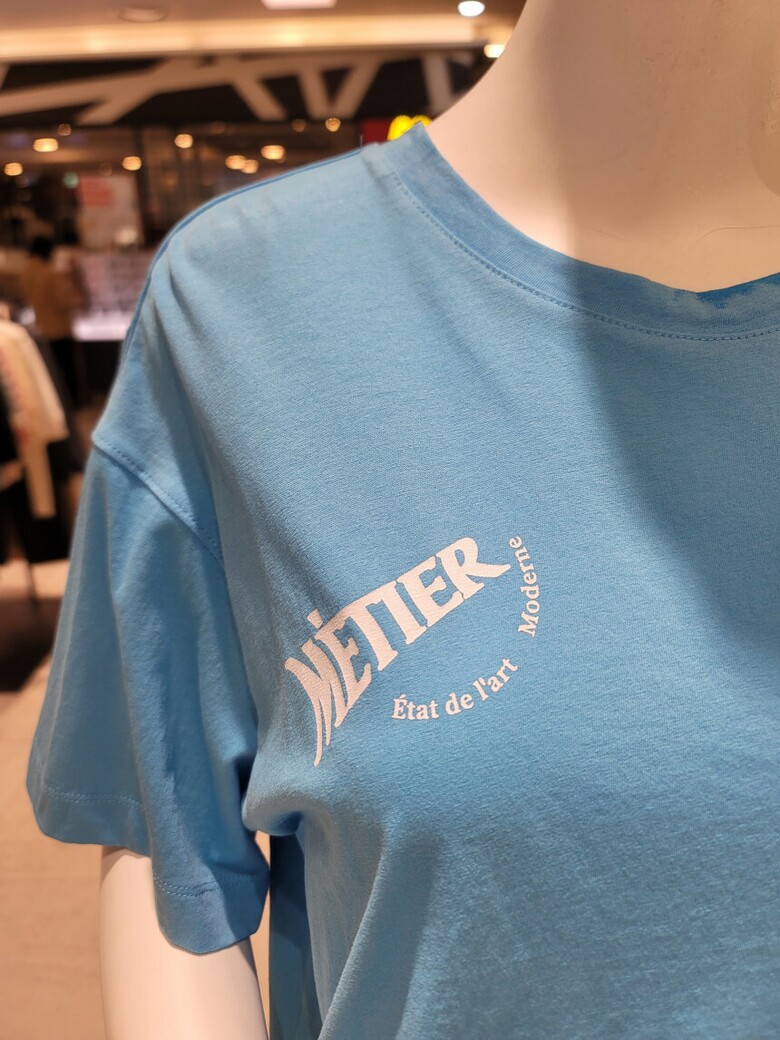 MÉTIER
État de l'art
Moderne